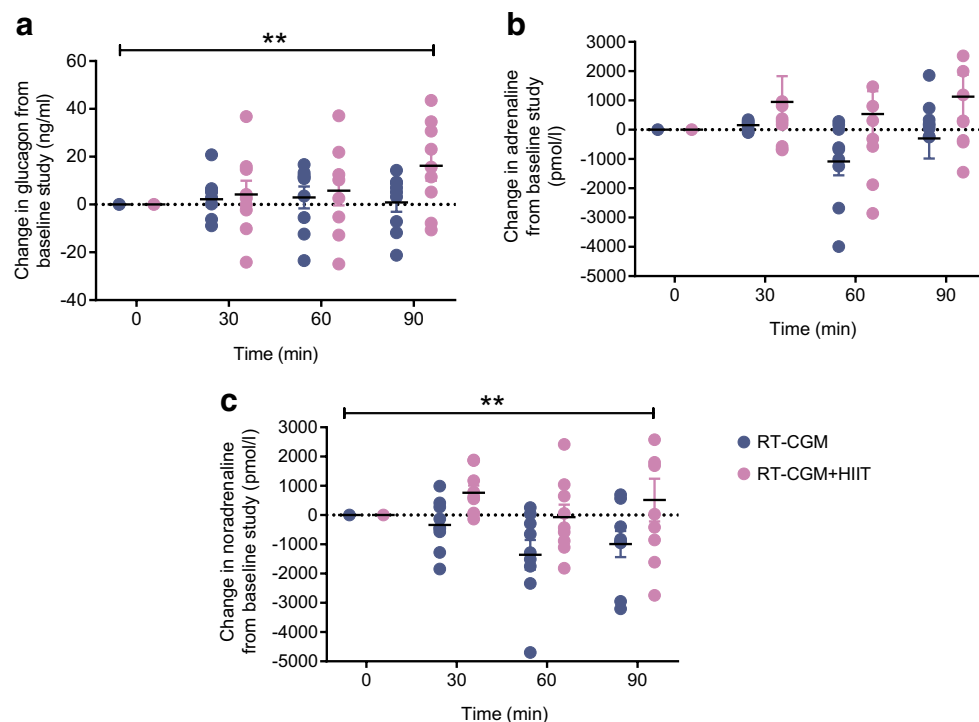 a
**
60
40
20
0
-20
-40
Change in glucagon from
baseline study (ng/ml)
0 30 60 90
Time (min)
b
3000
2000
1000
0
-1000
-2000
-3000
-4000
-5000
Change in adrenaline
from baseline study
(pmol/l)
0 30 60 90
Time (min)
c
**
3000
2000
1000
0
-1000
-2000
-3000
-4000
-5000
Change in noradrenaline
from baseline study (pmol/l)
0 30 60 90
Time (min)
RT-CGM
RT-CGM+HIIT